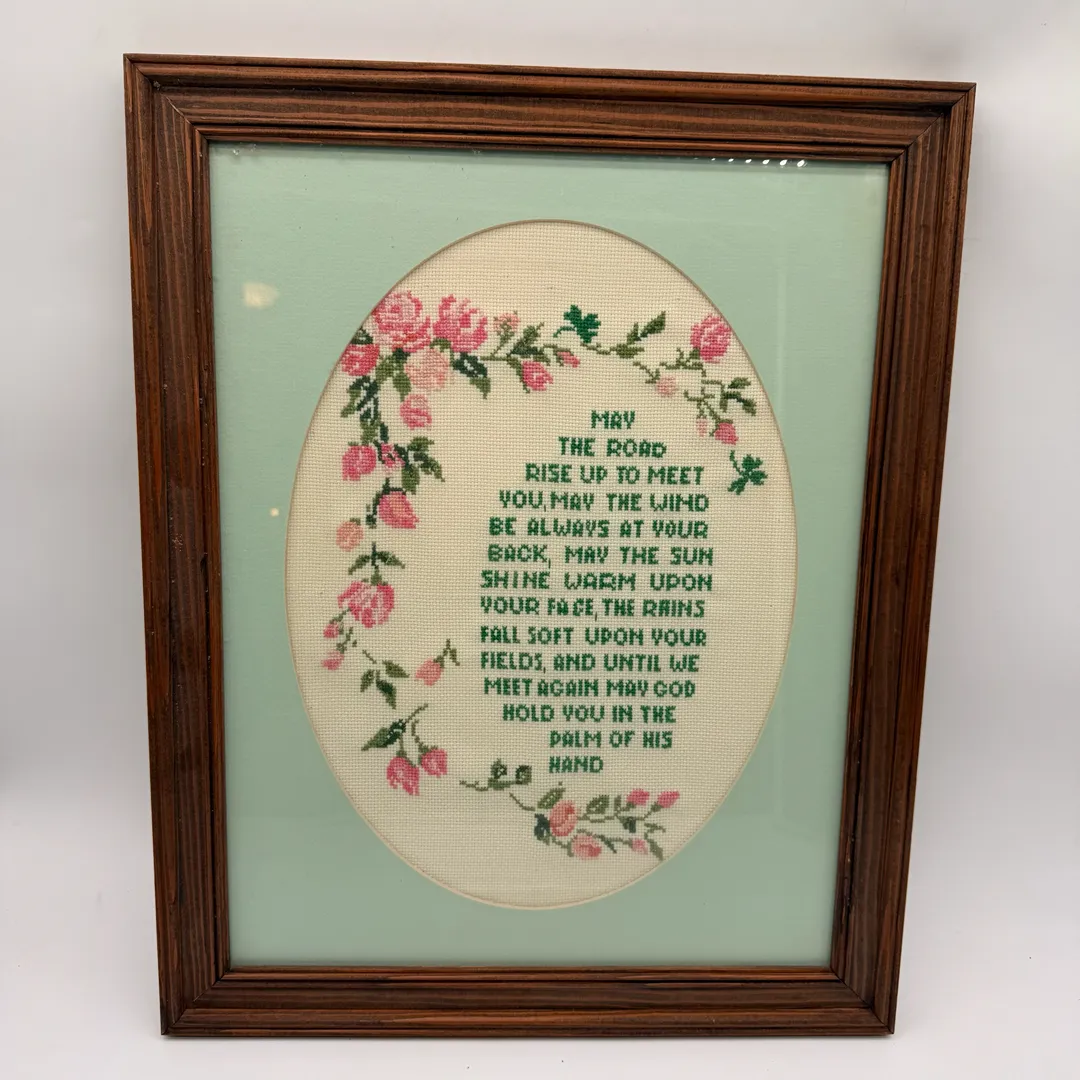 MAY
THE ROAD
RISE UP TO MEET
YOU, MAY THE WIND
BE ALWAYS AT YOUR
BACK, MAY THE SUN
SHINE WARM UPON
YOUR FACE, THE RAINS
FALL SOFT UPON YOUR
FIELDS, AND UNTIL WE
MEET AGAIN MAY GOD
HOLD YOU IN THE
PALM OF HIS
HAND